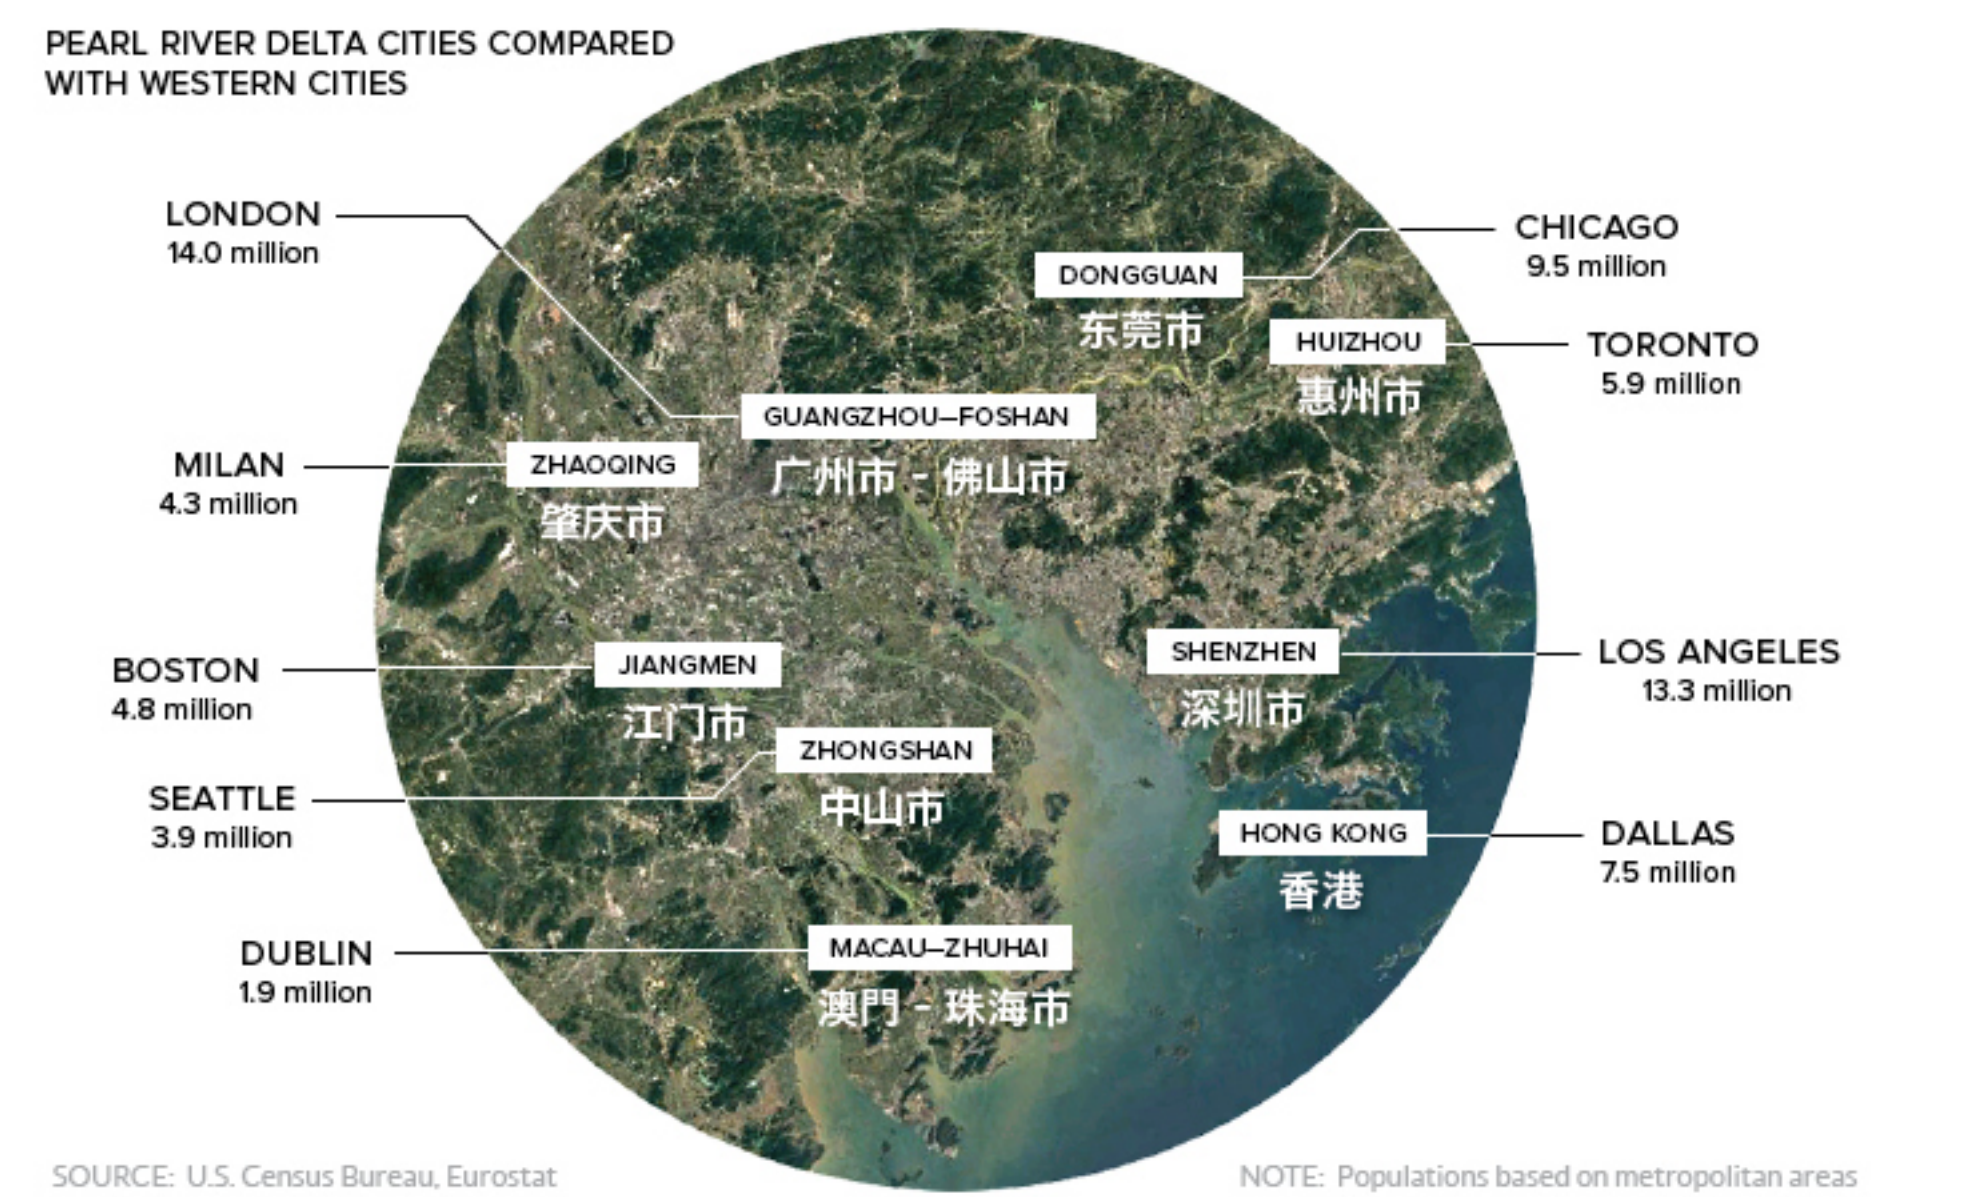 PEARL RIVER DELTA CITIES COMPARED
WITH WESTERN CITIES
LONDON
14.0 million
CHICAGO
9.5 million
DONGGUAN
东莞市
HUIZHOU
惠州市
TORONTO
5.9 million
GUANGZHOU–FOSHAN
广州市 - 佛山市
MILAN
4.3 million
ZHAOQING
肇庆市
BOSTON
4.8 million
JIANGMEN
江门市
SHENZHEN
深圳市
LOS ANGELES
13.3 million
ZHONGSHAN
中山市
SEATTLE
3.9 million
HONG KONG
香港
DALLAS
7.5 million
DUBLIN
1.9 million
MACAU–ZHUHAI
澳門 - 珠海市
SOURCE: U.S. Census Bureau, Eurostat
NOTE: Populations based on metropolitan areas